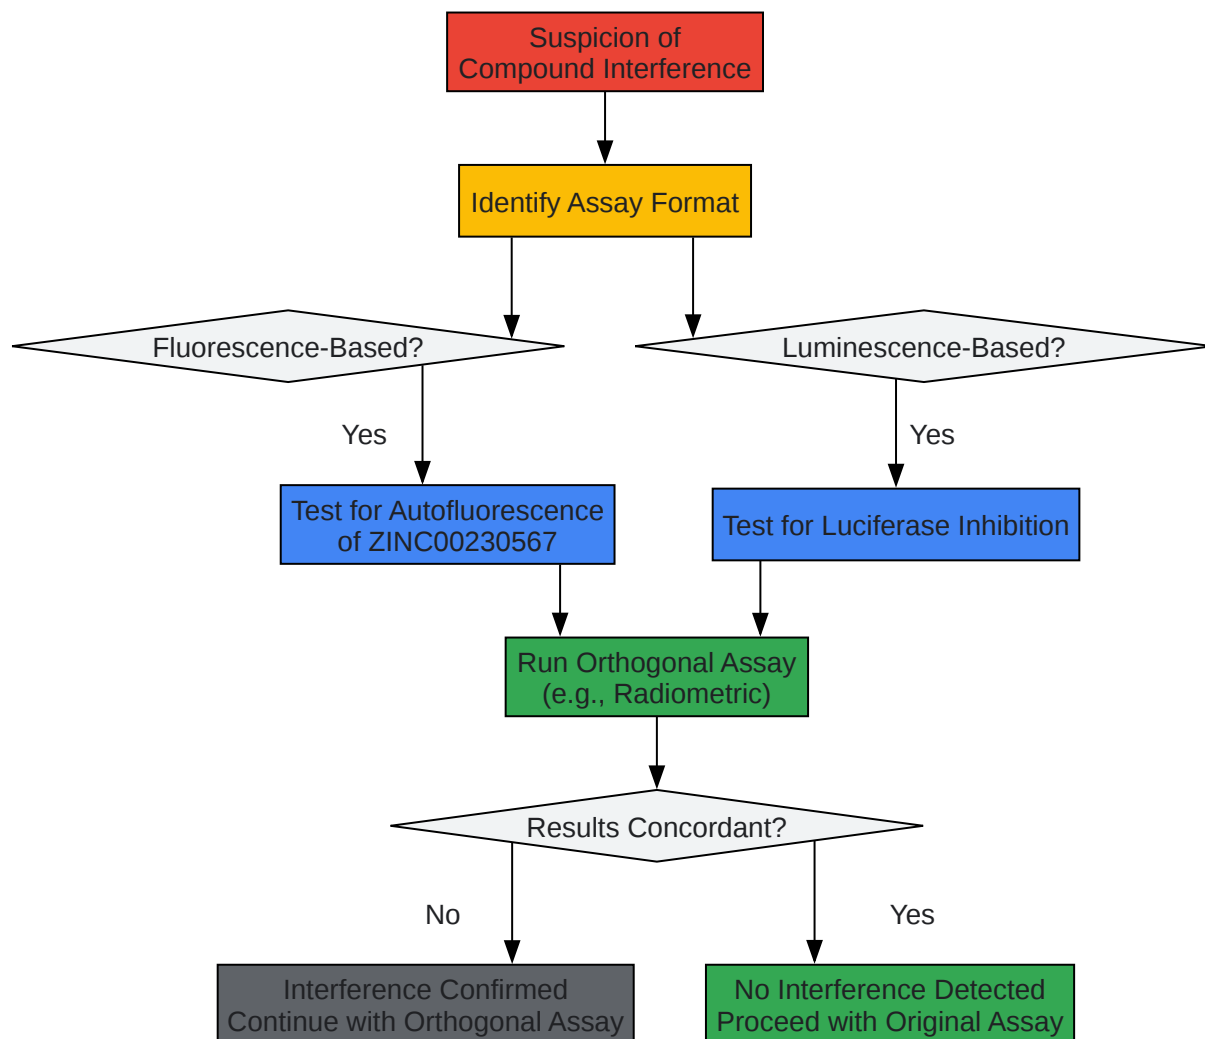 Suspicion of
Compound Interference
Identify Assay Format
Fluorescence-Based?
Luminescence-Based?
Yes
Yes
Test for Autofluorescence
of ZINC00230567
Test for Luciferase Inhibition
Run Orthogonal Assay
(e.g., Radiometric)
Results Concordant?
No
Yes
Interference Confirmed
Continue with Orthogonal Assay
No Interference Detected
Proceed with Original Assay